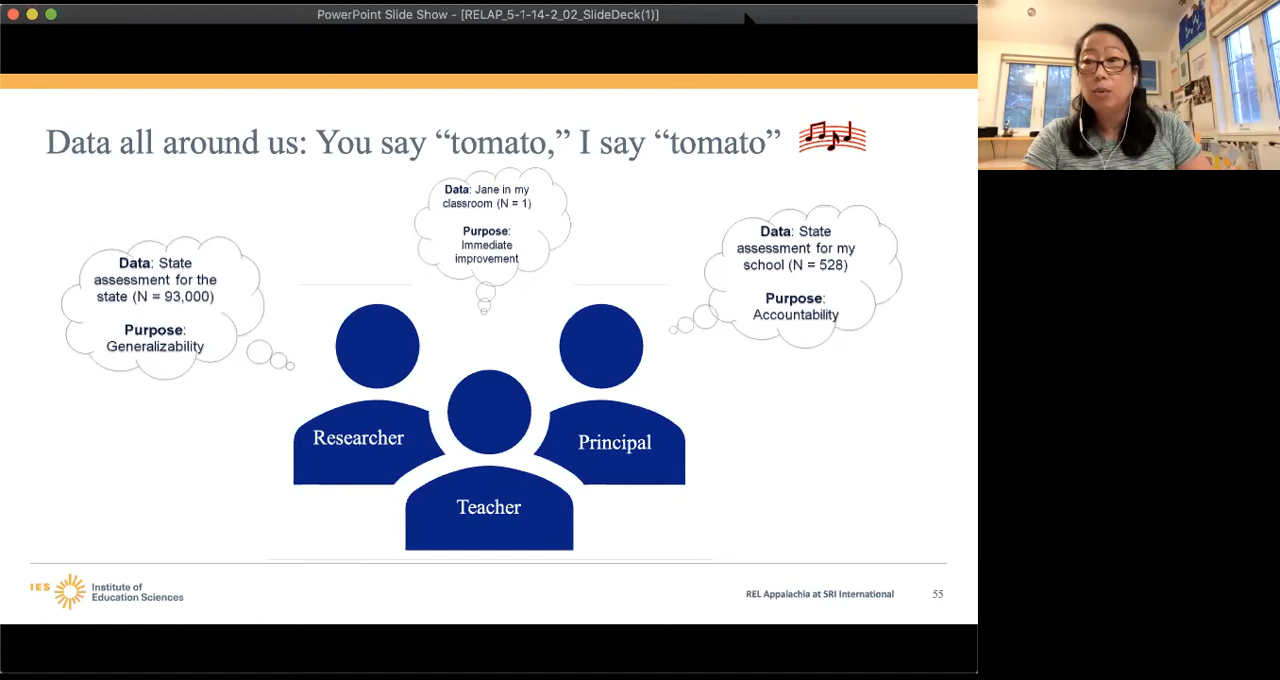 PowerPoint Slide Show - [RELAP_5-1-14-2_02_SlideDeck(1)]
Data all around us: You say “tomato,” I say “tomato”
Data: State
assessment for the
state (N = 93,000)
Purpose:
Generalizability
Data: Jane in my
classroom (N = 1)
Purpose:
Immediate
improvement
Data: State
assessment for my
school (N = 528)
Purpose:
Accountability
Researcher
Teacher
Principal
IES
Institute of
Education Sciences
REL Appalachia at SRI International
55